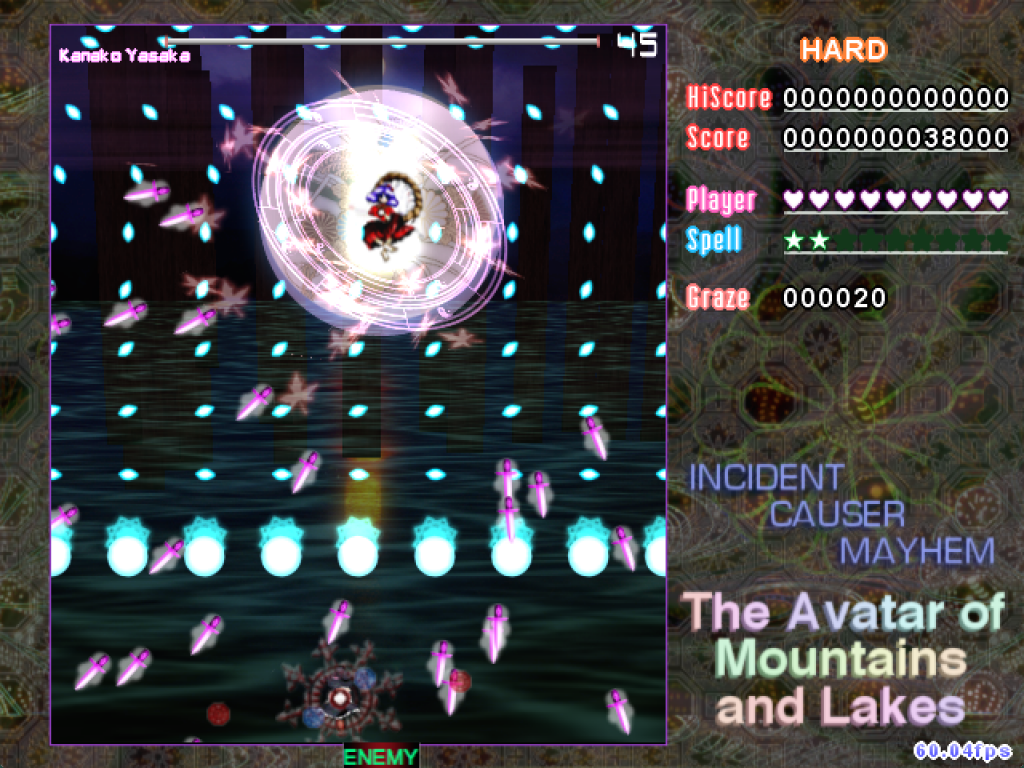 Kanako Yasaka
45
HARD
HiScore 0000000000000
Score 0000000038000
Player
Spell
Graze 000020
INCIDENT
CAUSER
MAYHEM
The Avatar of
Mountains
and Lakes
ENEMY
60.04fps